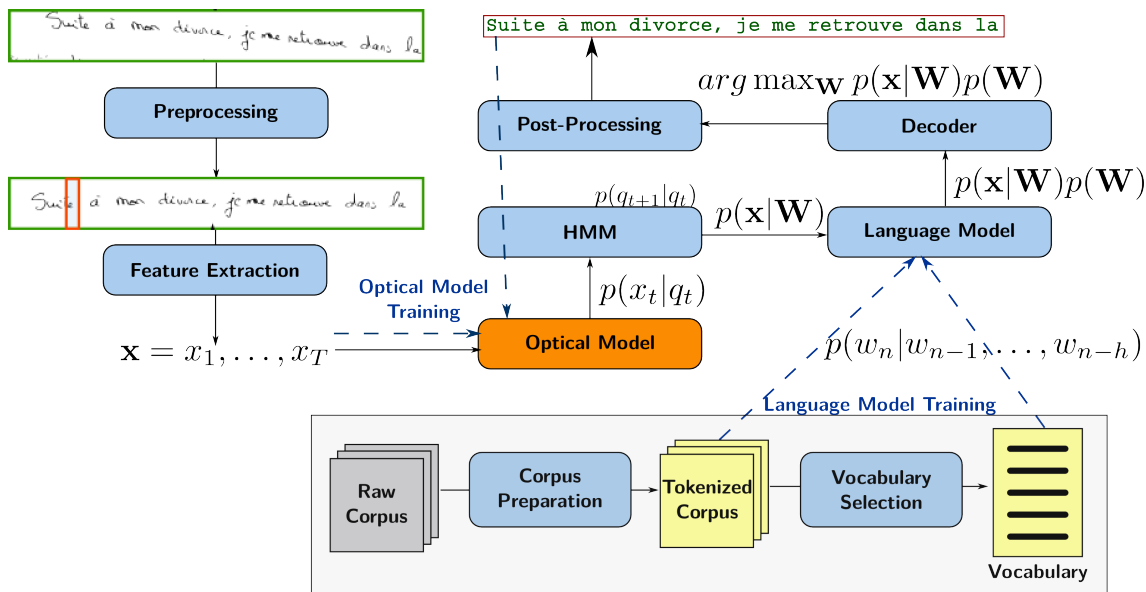 Suite à mon divorce, je me retrouve dans la
Preprocessing
Suite à mon divorce, je me retrouve dans la
Feature Extraction
x = x_1, ..., x_T
Suite à mon divorce, je me retrouve dans la
arg max_W p(x|W)p(W)
Post-Processing
Decoder
p(x|W)p(W)
p(q_{t+1}|q_t)
HMM
p(x|W)
Language Model
Optical Model
Training
p(x_t|q_t)
Optical Model
p(w_n|w_{n-1}, ..., w_{n-h})
Language Model Training
Raw
Corpus
Corpus
Preparation
Tokenized
Corpus
Vocabulary
Selection
Vocabulary